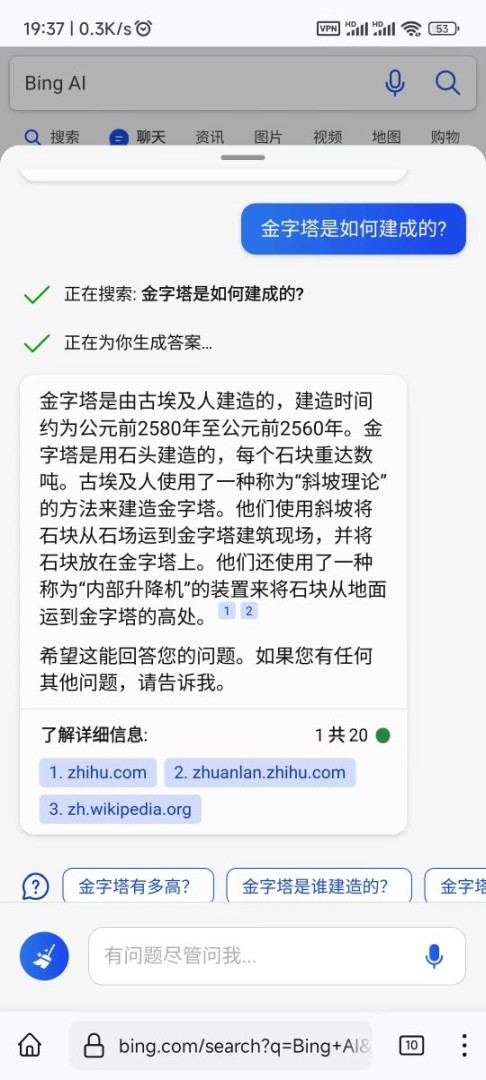 19:37 | 0.3K/s
VPN HD HD 53
Bing AI
搜索 聊天 资讯 图片 视频 地图 购物
金字塔是如何建成的?
正在搜索: 金字塔是如何建成的?
正在为你生成答案...
金字塔是由古埃及人建造的，建造时间
约为公元前2580年至公元前2560年。金
字塔是用石头建造的，每个石块重达数
吨。古埃及人使用了一种称为“斜坡理论”
的方法来建造金字塔。他们使用斜坡将
石块从石场运到金字塔建筑现场，并将
石块放在金字塔上。他们还使用了一种
称为“内部升降机”的装置来将石块从地面
运到金字塔的高处。 1 2
希望这能回答您的问题。如果您有任何
其他问题，请告诉我。
了解详细信息: 1 共 20
1. zhihu.com 2. zhuanlan.zhihu.com
3. zh.wikipedia.org
金字塔有多高? 金字塔是谁建造的? 金字
有问题尽管问我...
bing.com/search?q=Bing+AI& 10